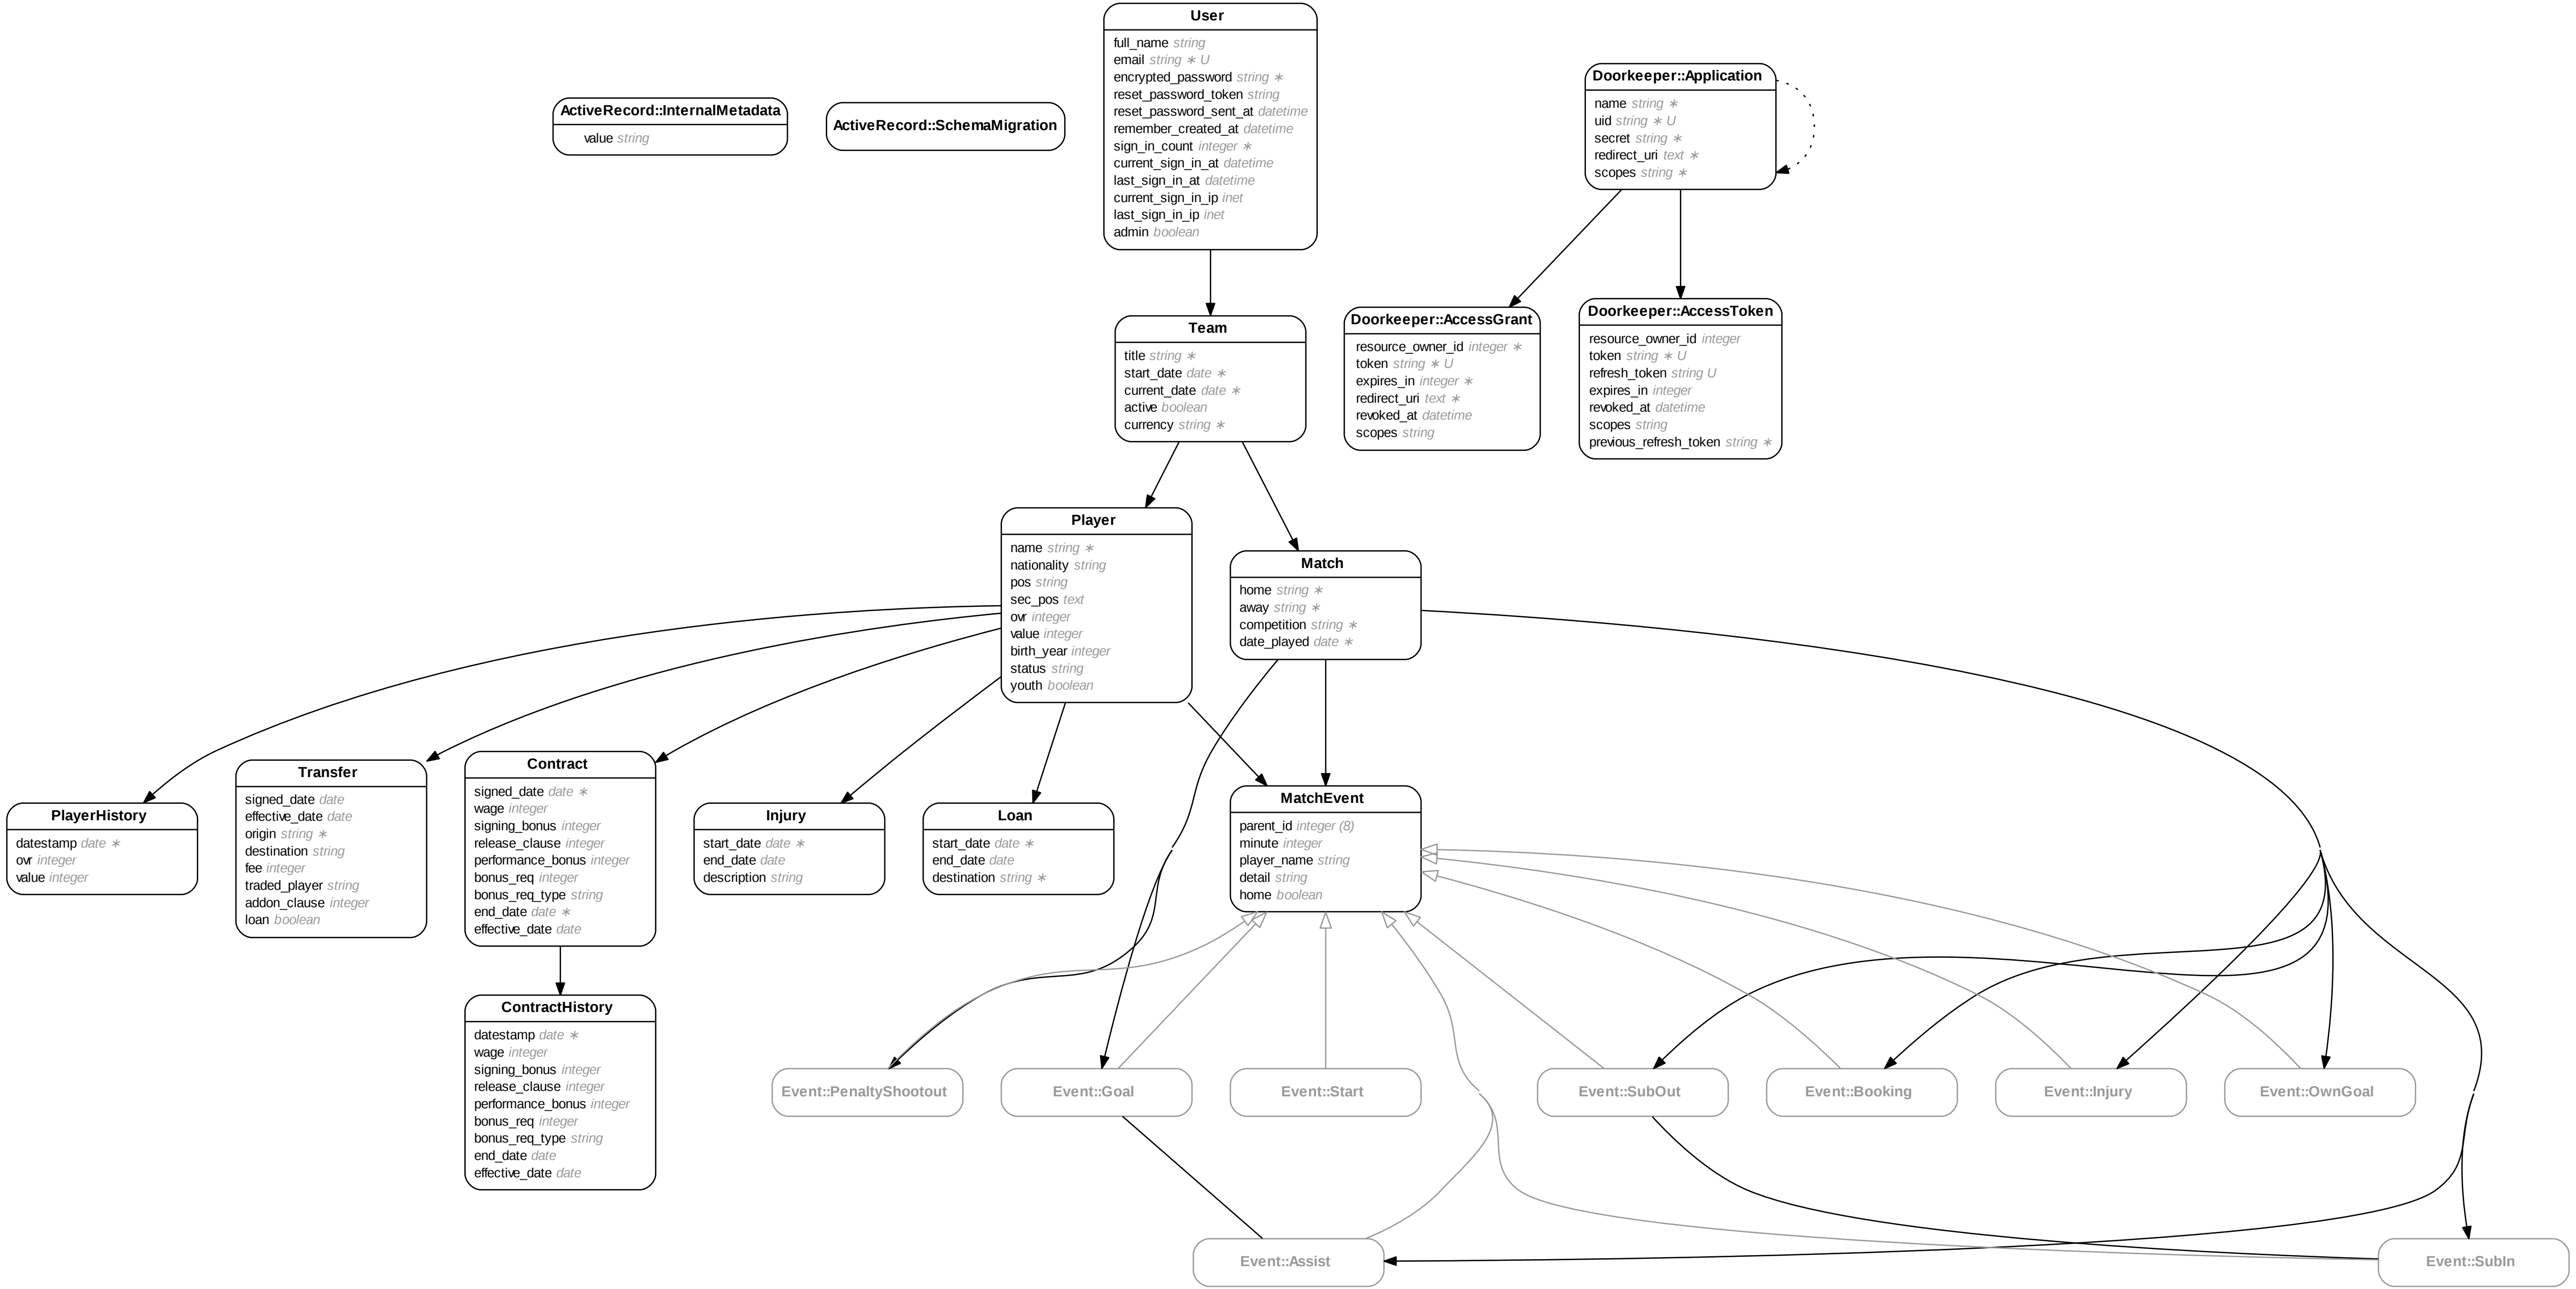 User
full_name string
email string ∗ U
encrypted_password string ∗
reset_password_token string
reset_password_sent_at datetime
remember_created_at datetime
sign_in_count integer ∗
current_sign_in_at datetime
last_sign_in_at datetime
current_sign_in_ip inet
last_sign_in_ip inet
admin boolean
ActiveRecord::InternalMetadata
value string
ActiveRecord::SchemaMigration
Doorkeeper::Application
name string ∗
uid string ∗ U
secret string ∗
redirect_uri text ∗
scopes string ∗
Team
title string ∗
start_date date ∗
current_date date ∗
active boolean
currency string ∗
Doorkeeper::AccessGrant
resource_owner_id integer ∗
token string ∗ U
expires_in integer ∗
redirect_uri text ∗
revoked_at datetime
scopes string
Doorkeeper::AccessToken
resource_owner_id integer
token string ∗ U
refresh_token string U
expires_in integer
revoked_at datetime
scopes string
previous_refresh_token string ∗
Player
name string ∗
nationality string
pos string
sec_pos text
ovr integer
value integer
birth_year integer
status string
youth boolean
Match
home string ∗
away string ∗
competition string ∗
date_played date ∗
PlayerHistory
datestamp date ∗
ovr integer
value integer
Transfer
signed_date date
effective_date date
origin string ∗
destination string
fee integer
traded_player string
addon_clause integer
loan boolean
Contract
signed_date date ∗
wage integer
signing_bonus integer
release_clause integer
performance_bonus integer
bonus_req integer
bonus_req_type string
end_date date ∗
effective_date date
Injury
start_date date ∗
end_date date
description string
Loan
start_date date ∗
end_date date
destination string ∗
MatchEvent
parent_id integer (8)
minute integer
player_name string
detail string
home boolean
ContractHistory
datestamp date ∗
wage integer
signing_bonus integer
release_clause integer
performance_bonus integer
bonus_req integer
bonus_req_type string
end_date date
effective_date date
Event::PenaltyShootout
Event::Goal
Event::Start
Event::SubOut
Event::Booking
Event::Injury
Event::OwnGoal
Event::Assist
Event::SubIn